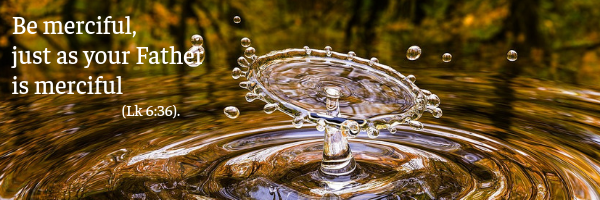 Be merciful,
just as your Father
is merciful
(Lk 6:36).